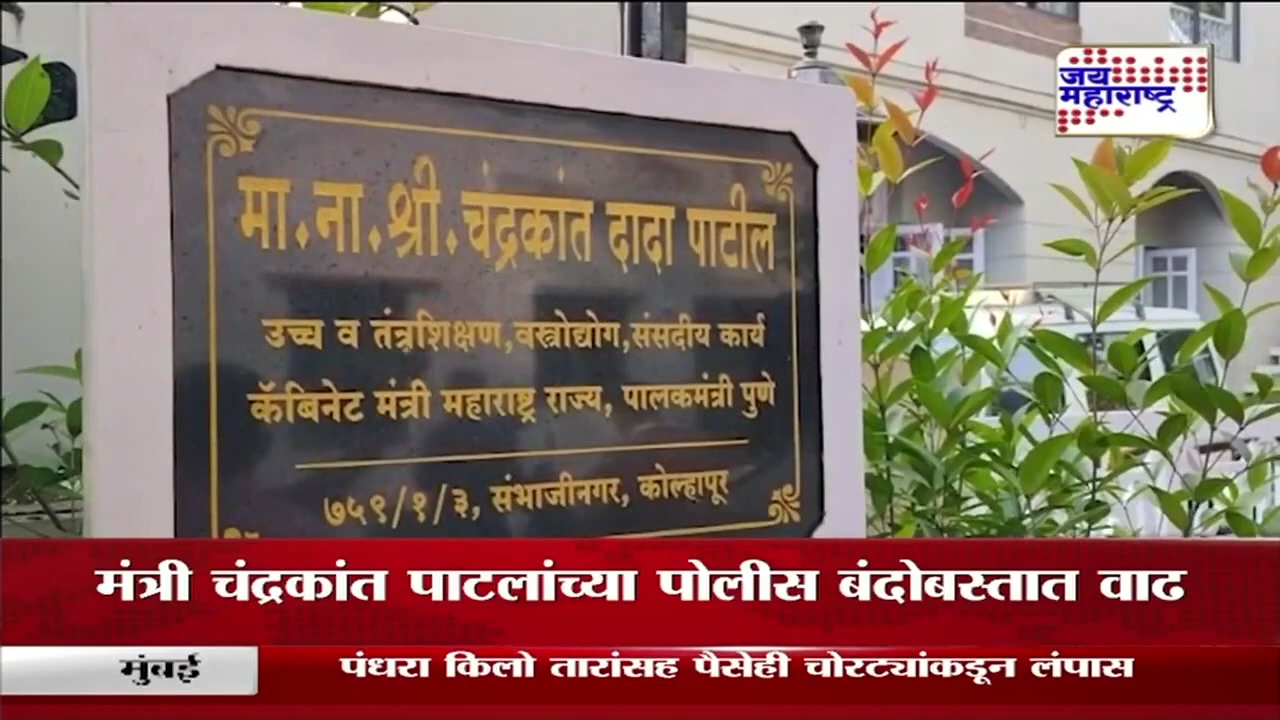 जय
महाराष्ट्र
मा.ना.श्री.चंद्रकांत दादा पाटील
उच्च व तंत्रशिक्षण,वस्त्रोद्योग,संसदीय कार्य
कॅबिनेट मंत्री महाराष्ट्र राज्य, पालकमंत्री पुणे
७५९/१/३, संभाजीनगर, कोल्हापूर
मंत्री चंद्रकांत पाटलांच्या पोलीस बंदोबस्तात वाढ
मुंबई
पंधरा किलो तारांसह पैसेही चोरट्यांकडून लंपास